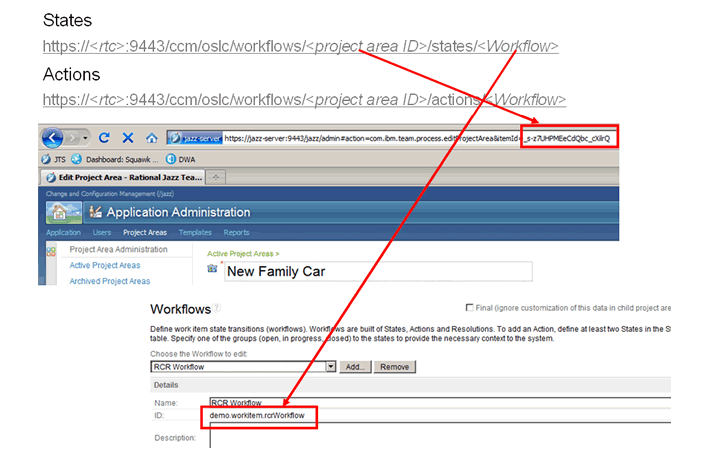 States
https://<rtc>:9443/ccm/oslc/workflows/<project area ID>/states/<Workflow>
Actions
https://<rtc>:9443/ccm/oslc/workflows/<project area ID>/actions/<Workflow>
jazz-server https://jazz-server:9443/jazz/admin#action=com.ibm.team.process.editProjectArea&itemId=_s-z7UHPMEeCdQbc_cXilrQ
JTS Dashboard: Squawk ... DWA
Edit Project Area - Rational Jazz Tea...
Change and Configuration Management (/jazz)
Application Administration
Application Users Project Areas Templates Reports
Project Area Administration
Active Project Areas >
Active Project Areas
New Family Car
Archived Project Areas
Workflows
Final (ignore customization of this data in child project are
Define work item state transitions (workflows). Workflows are built of States, Actions and Resolutions. To add an Action, define at least two States in the S
table. Specify one of the groups (open, in progress, closed) to the states to provide the necessary context to the system.
Choose the Workflow to edit:
RCR Workflow Add... Remove
Details
Name: RCR Workflow
ID: demo.workitem.rcrWorkflow
Description: